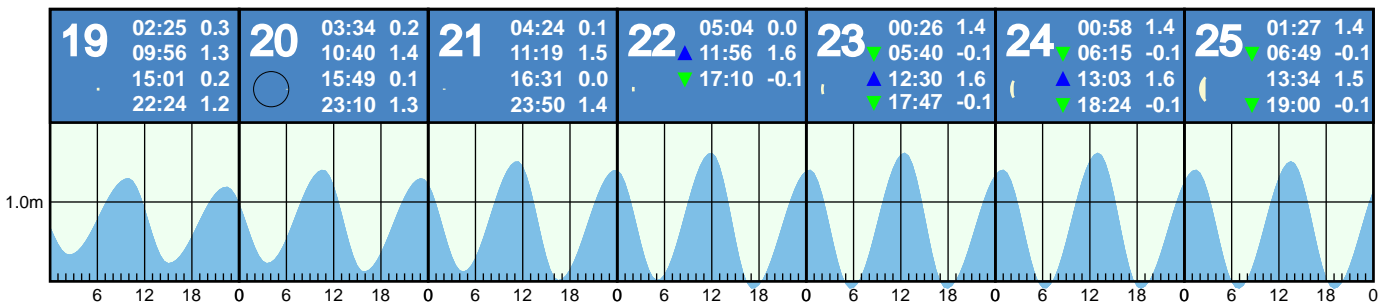 19 02:25 0.3
09:56 1.3
15:01 0.2
22:24 1.2
20 03:34 0.2
10:40 1.4
15:49 0.1
23:10 1.3
21 04:24 0.1
11:19 1.5
16:31 0.0
23:50 1.4
22 05:04 0.0
▲ 11:56 1.6
▼ 17:10 -0.1
23 00:26 1.4
▼ 05:40 -0.1
▲ 12:30 1.6
▼ 17:47 -0.1
24 00:58 1.4
▼ 06:15 -0.1
▲ 13:03 1.6
▼ 18:24 -0.1
25 01:27 1.4
▼ 06:49 -0.1
13:34 1.5
▼ 19:00 -0.1
1.0m
6 12 18 0 6 12 18 0 6 12 18 0 6 12 18 0 6 12 18 0 6 12 18 0 6 12 18 0